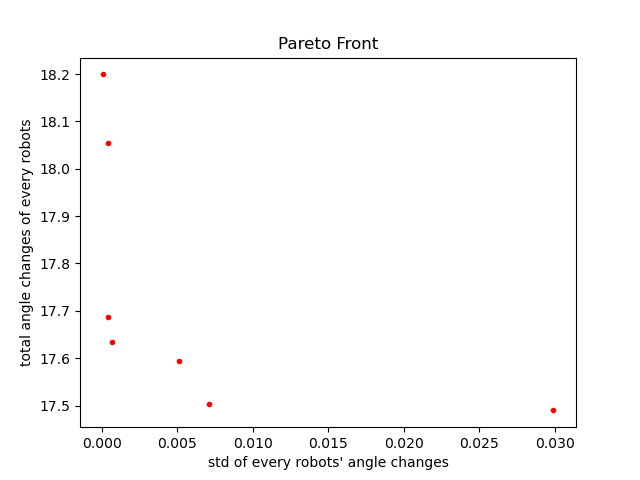 Pareto Front
18.2
18.1
18.0
17.9
17.8
17.7
17.6
17.5
total angle changes of every robots
0.000 0.005 0.010 0.015 0.020 0.025 0.030
std of every robots' angle changes